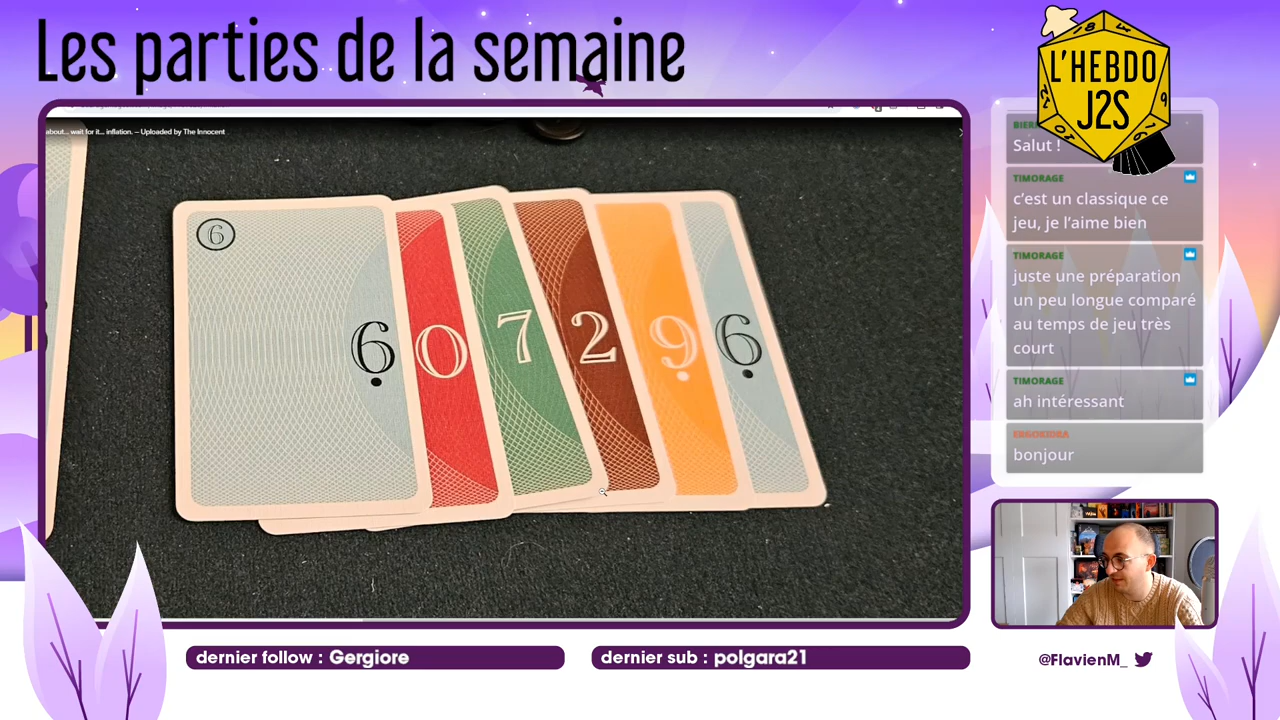 Les parties de la semaine
L'HEBDO
J2S
about... wait for it... inflation. – Uploaded by The Innocent
6
6 0 7 2 9 6
Salut !
TIMORAGE
c'est un classique ce
jeu, je l'aime bien
TIMORAGE
juste une préparation
un peu longue comparé
au temps de jeu très
court
TIMORAGE
ah intéressant
bonjour
dernier follow : Gergiore
dernier sub : polgara21
@FlavienM_